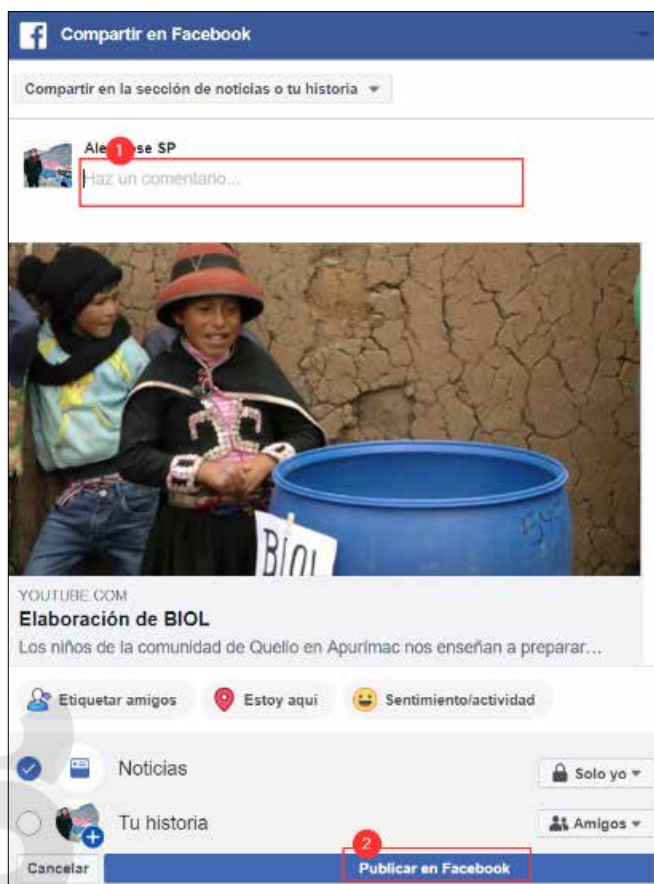 Compartir en Facebook
Compartir en la sección de noticias o tu historia
1
SP
Haz un comentario...
BIOL
YOUTUBE.COM
Elaboración de BIOL
Los niños de la comunidad de Quello en Apurímac nos enseñan a preparar...
Etiquetar amigos Estoy aquí Sentimiento/actividad
Noticias Solo yo
Tu historia Amigos
2
Cancelar Publicar en Facebook